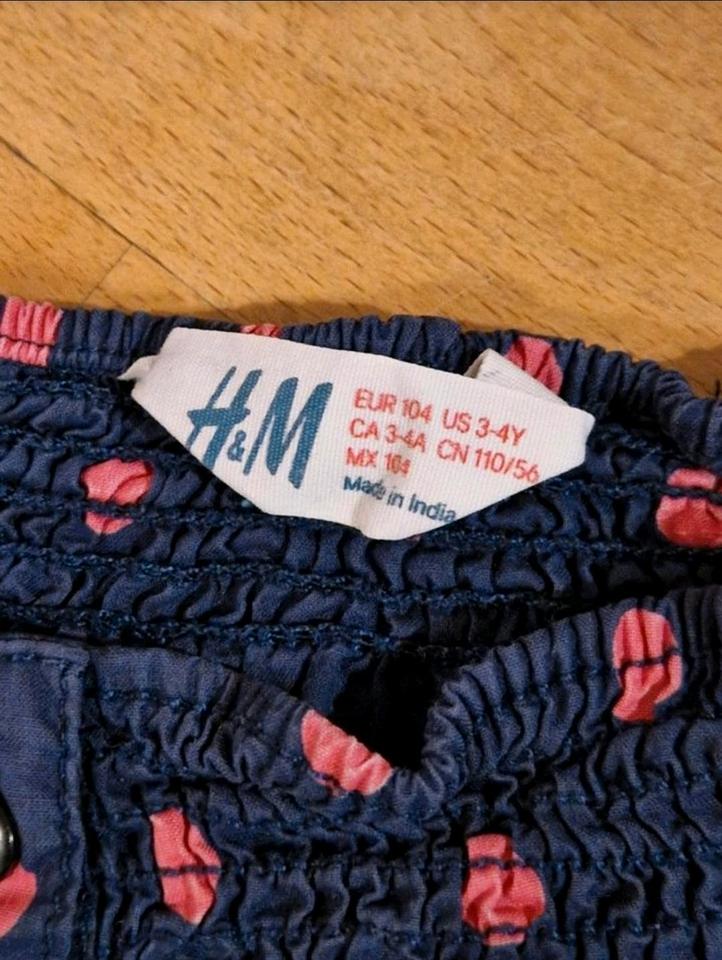 H&M
EUR 104 US 3-4Y
CA 3-4A CN 110/56
MX 104
Made in India